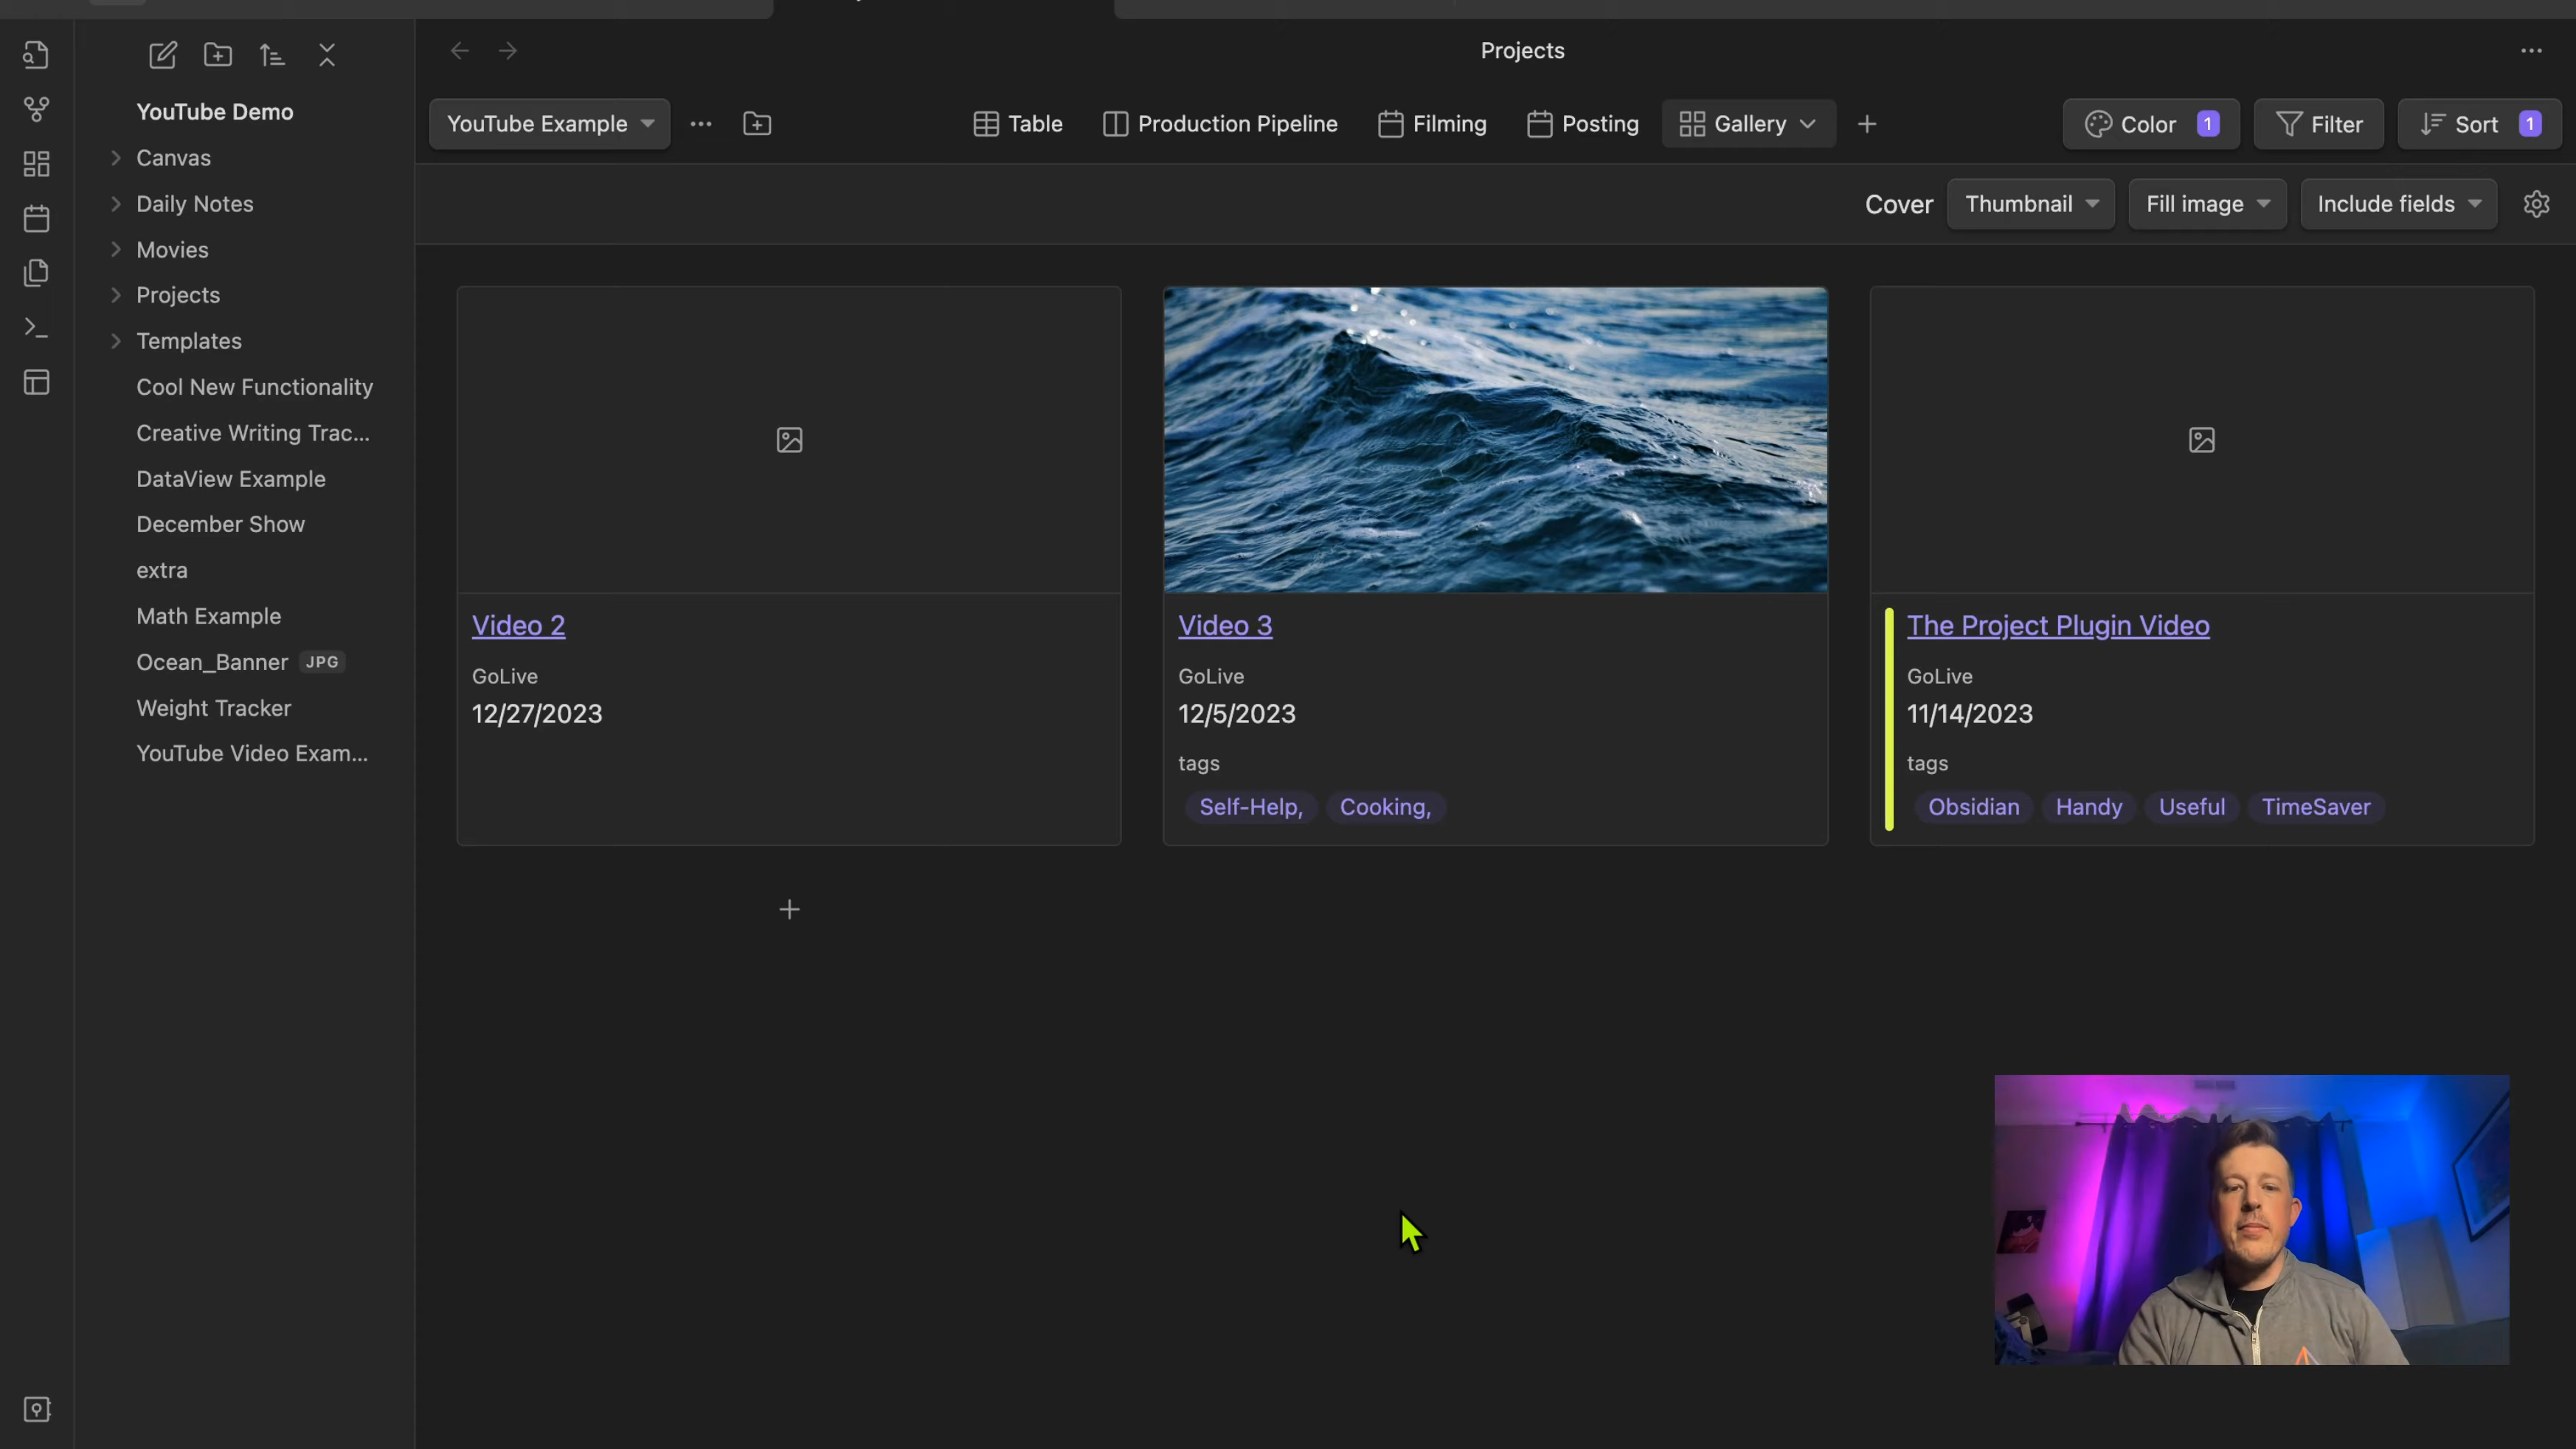 Projects
YouTube Demo
Canvas
Daily Notes
Movies
Projects
Templates
Cool New Functionality
Creative Writing Trac...
DataView Example
December Show
extra
Math Example
Ocean_Banner JPG
Weight Tracker
YouTube Video Exam...
YouTube Example
Table Production Pipeline Filming Posting Gallery
Color 1 Filter Sort 1
Cover Thumbnail Fill image Include fields
Video 2
GoLive
12/27/2023
Video 3
GoLive
12/5/2023
tags
Self-Help, Cooking,
The Project Plugin Video
GoLive
11/14/2023
tags
Obsidian Handy Useful TimeSaver